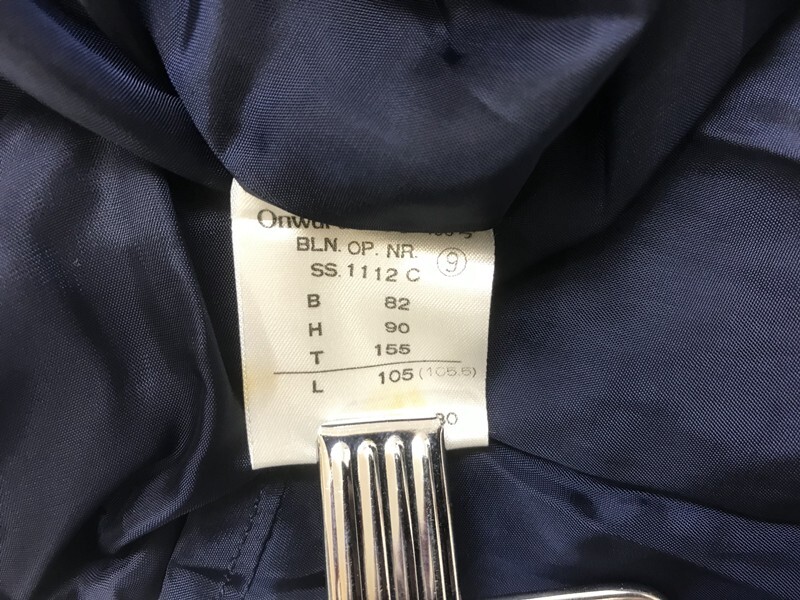 BLN. OP. NR.
SS. 1112 C ⑨
B 82
H 90
T 155
L 105 (105.5)